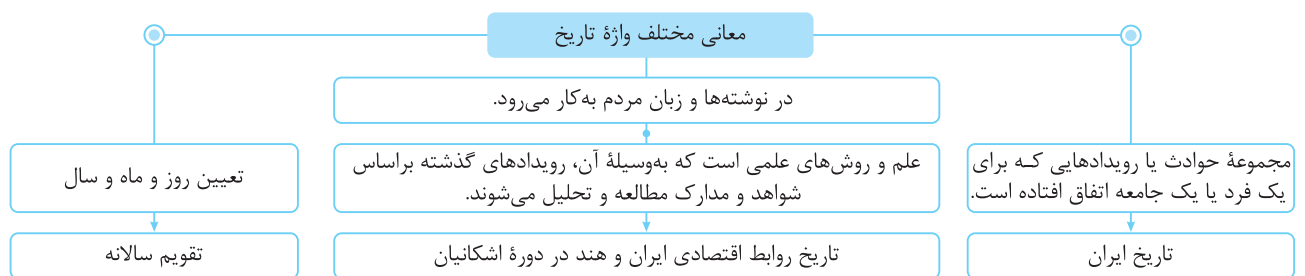 معانی مختلف واژهٔ تاریخ
در نوشته‌ها و زبان مردم به‌کار می‌رود.
مجموعهٔ حوادث یا رویدادهایی کـه برای
یک فرد یا یک جامعه اتفاق افتاده است.
علم و روش‌های علمی است که به‌وسیلهٔ آن، رویدادهای گذشته براساس
شواهد و مدارک مطالعه و تحلیل می‌شوند.
تعیین روز و ماه و سال
تاریخ ایران
تاریخ روابط اقتصادی ایران و هند در دورهٔ اشکانیان
تقویم سالانه